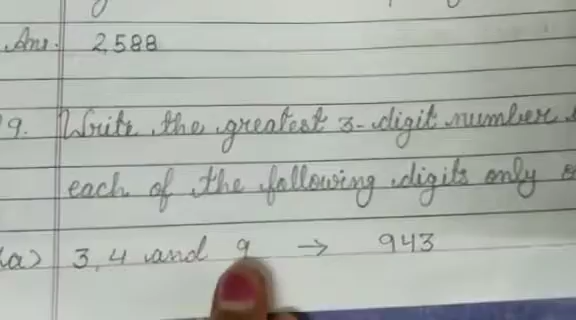 Ans. 2,588
9. Write the greatest 3-digit number
each of the following digits only
(a) 3, 4 and 9 → 943